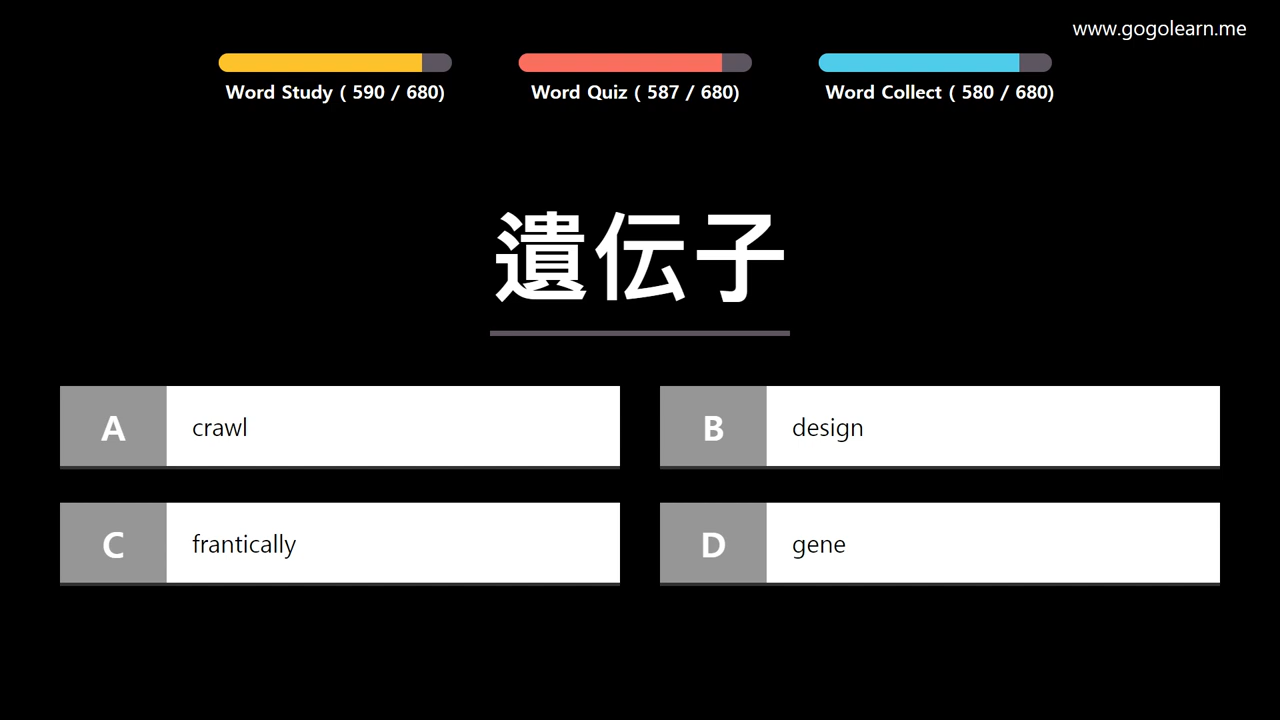 www.gogolearn.me
Word Study ( 590 / 680)
Word Quiz ( 587 / 680)
Word Collect ( 580 / 680)
遺伝子
A crawl
B design
C frantically
D gene